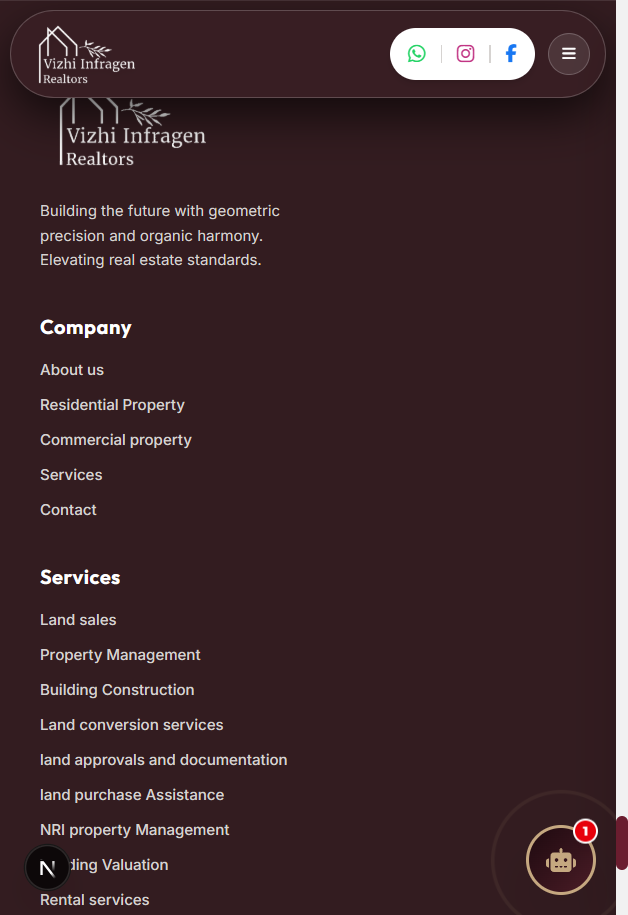 Vizhi Infragen
Realtors
Vizhi Infragen
Realtors
Building the future with geometric
precision and organic harmony.
Elevating real estate standards.
Company
About us
Residential Property
Commercial property
Services
Contact
Services
Land sales
Property Management
Building Construction
Land conversion services
land approvals and documentation
land purchase Assistance
NRI property Management
1
N
ding Valuation
Rental services